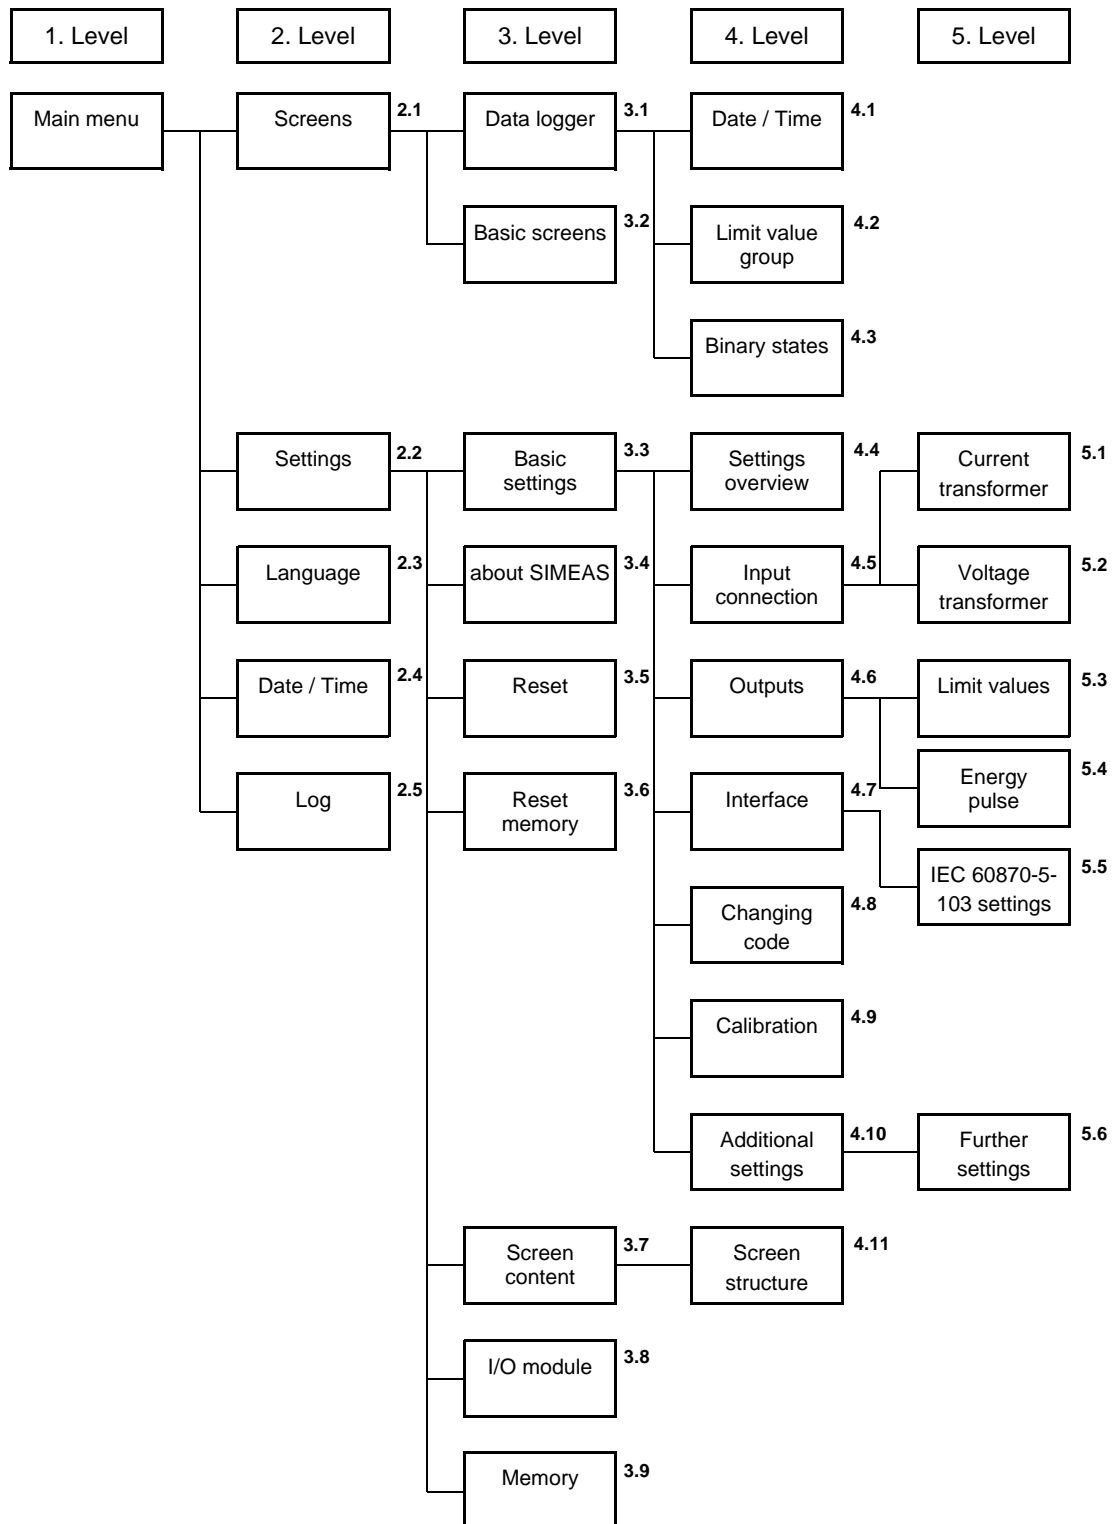 1. Level
2. Level
3. Level
4. Level
5. Level
Main menu
Screens
2.1
Data logger
3.1
Date / Time
4.1
Basic screens
3.2
Limit value
group
4.2
Binary states
4.3
Settings
2.2
Basic
settings
3.3
Settings
overview
4.4
Current
transformer
5.1
Language
2.3
about SIMEAS
3.4
Input
connection
4.5
Voltage
transformer
5.2
Date / Time
2.4
Reset
3.5
Outputs
4.6
Limit values
5.3
Log
2.5
Reset
memory
3.6
Interface
4.7
Energy
pulse
5.4
IEC 60870-5-
103 settings
5.5
Changing
code
4.8
Calibration
4.9
Additional
settings
4.10
Further
settings
5.6
Screen
content
3.7
Screen
structure
4.11
I/O module
3.8
Memory
3.9